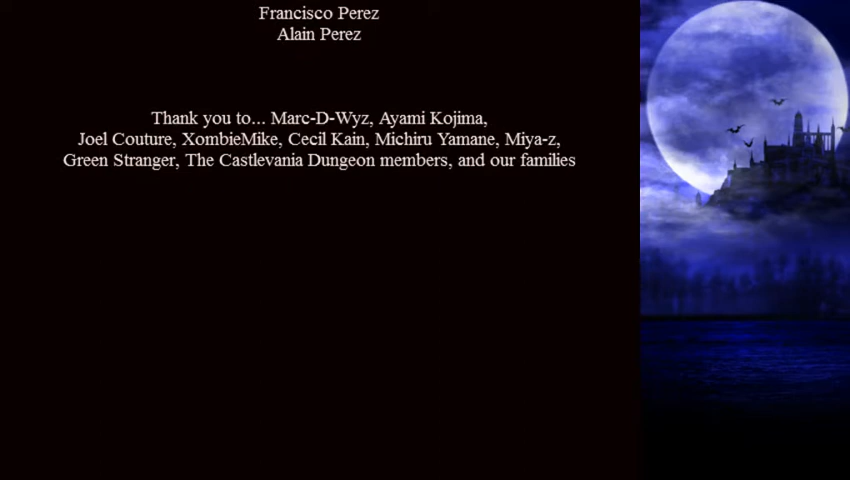 Francisco Perez
Alain Perez
Thank you to... Marc-D-Wyz, Ayami Kojima,
Joel Couture, XombieMike, Cecil Kain, Michiru Yamane, Miya-z,
Green Stranger, The Castlevania Dungeon members, and our families